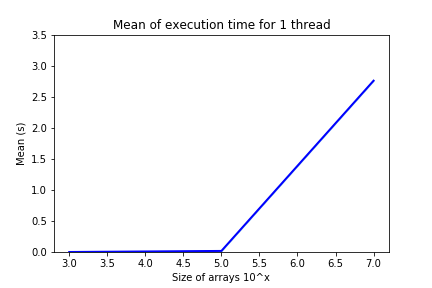 Mean of execution time for 1 thread
3.5
3.0
2.5
2.0
1.5
1.0
0.5
0.0
Mean (s)
3.0 3.5 4.0 4.5 5.0 5.5 6.0 6.5 7.0
Size of arrays 10^x